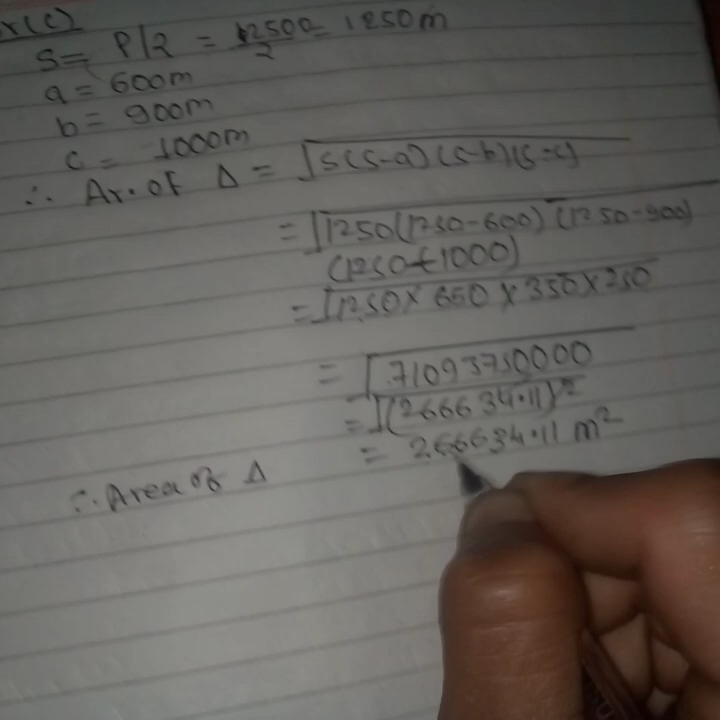 r(c)
S = P/2 = 2500/2 = 1250m
a = 600m
b = 900m
c = 1000m
∴ Ar. of Δ = √s(s-a)(s-b)(s-c)
= √1250(1250-600)(1250-900)
(1250-1000)
= √1250×650×350×250
= √71093750000
= √(266634.11)²
= 266634.11 m²
∴ Area of Δ